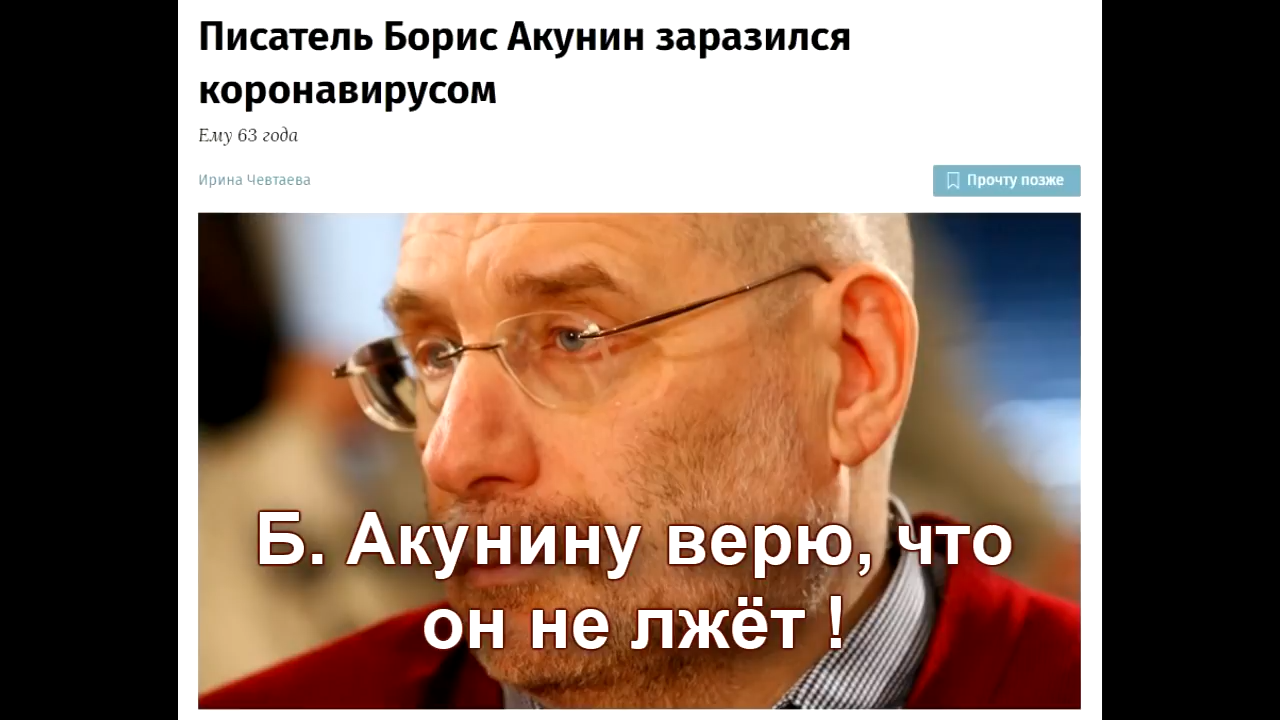 Писатель Борис Акунин заразился
коронавирусом
Ему 63 года
Ирина Чевтаева
Прочту позже
Б. Акунину верю, что
он не лжёт !